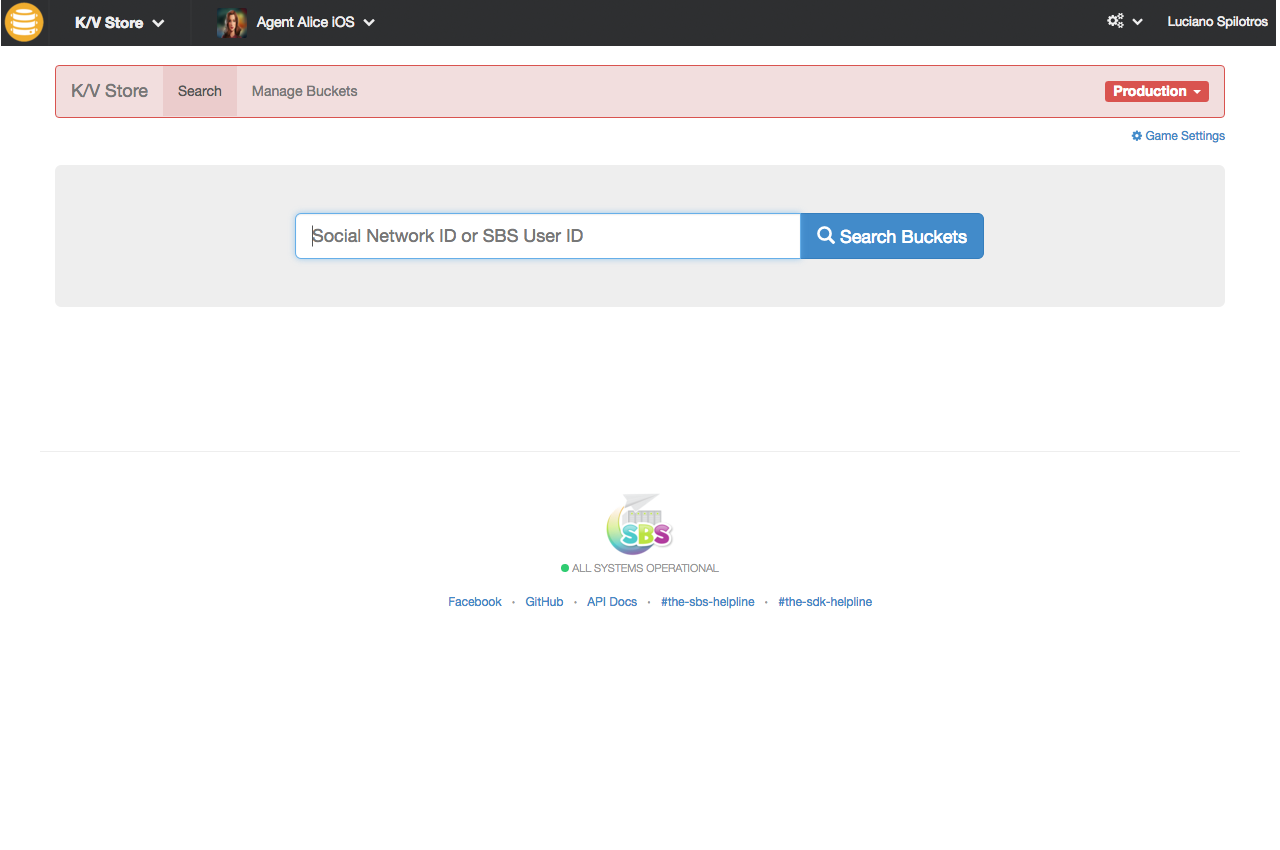 K/V Store Agent Alice iOS Luciano Spilotros
K/V Store Search Manage Buckets Production
Game Settings
Social Network ID or SBS User ID Search Buckets
SBS
ALL SYSTEMS OPERATIONAL
Facebook · GitHub · API Docs · #the-sbs-helpline · #the-sdk-helpline